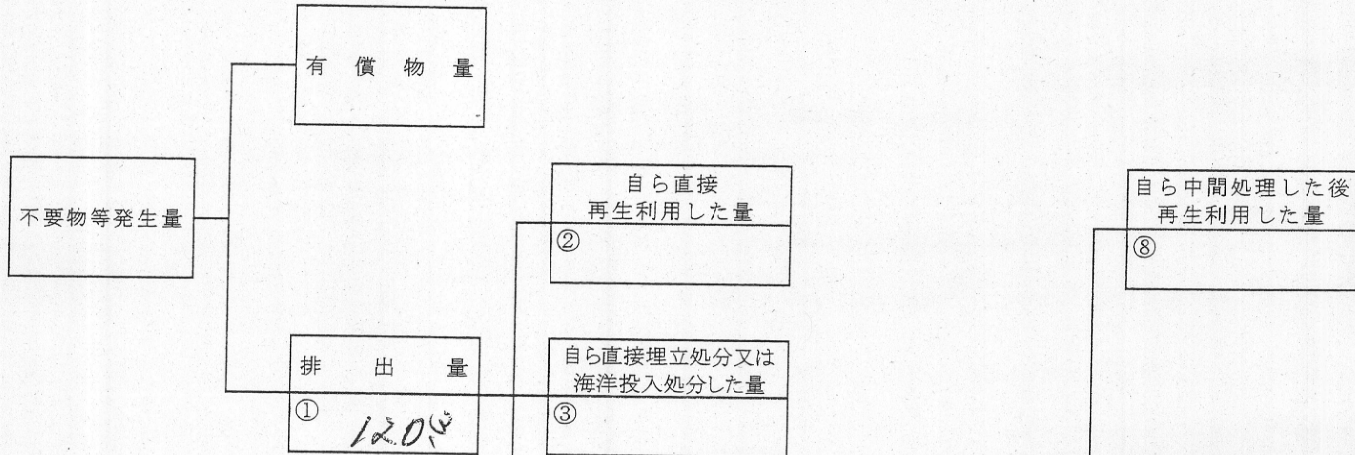 有償物量
不要物等発生量
自ら直接
再生利用した量
②
自ら中間処理した後
再生利用した量
⑧
排出量
①
120
自ら直接埋立処分又は
海洋投入処分した量
③